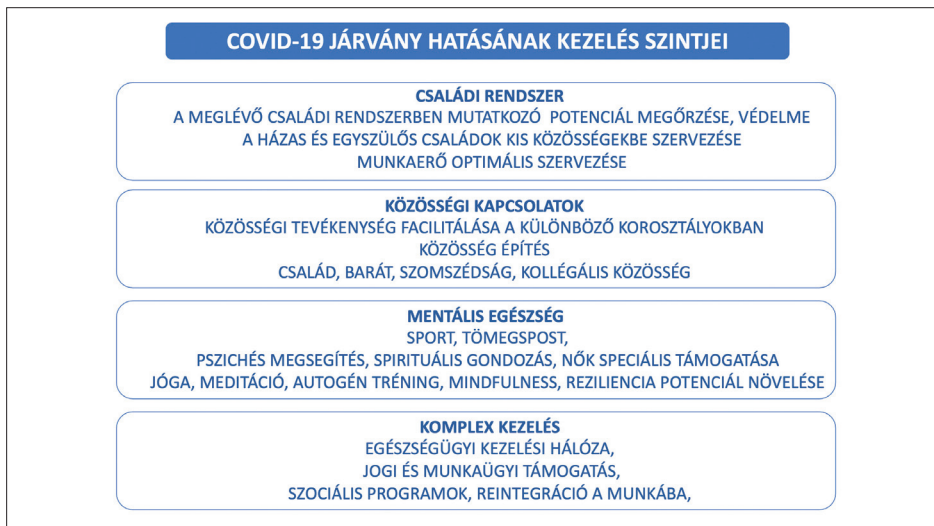 COVID-19 JÁRVÁNY HATÁSÁNAK KEZELÉS SZINTJEI
CSALÁDI RENDSZER
A MEGLÉVŐ CSALÁDI RENDSZERBEN MUTATKOZÓ POTENCIÁL MEGŐRZÉSE, VÉDELME
A HÁZAS ÉS EGYSZÜLŐS CSALÁDOK KIS KÖZÖSSÉGEKBE SZERVEZÉSE
MUNKAERŐ OPTIMÁLIS SZERVEZÉSE
KÖZÖSSÉGI KAPCSOLATOK
KÖZÖSSÉGI TEVÉKENYSÉG FACILITÁLÁSA A KÜLÖNBÖZŐ KOROSZTÁLYOKBAN
KÖZÖSSÉG ÉPÍTÉS
CSALÁD, BARÁT, SZOMSZÉDSÁG, KOLLÉGÁLIS KÖZÖSSÉG
MENTÁLIS EGÉSZSÉG
SPORT, TÖMEGSPOST,
PSZICHÉS MEGSEGÍTÉS, SPIRITUÁLIS GONDOZÁS, NŐK SPECIÁLIS TÁMOGATÁSA
JÓGA, MEDITÁCIÓ, AUTOGÉN TRÉNING, MINDFULNESS, REZILIENCIA POTENCIÁL NÖVELÉSE
KOMPLEX KEZELÉS
EGÉSZSÉGÜGYI KEZELÉSI HÁLÓZA,
JOGI ÉS MUNKAÜGYI TÁMOGATÁS,
SZOCIÁLIS PROGRAMOK, REINTEGRÁCIÓ A MUNKÁBA,